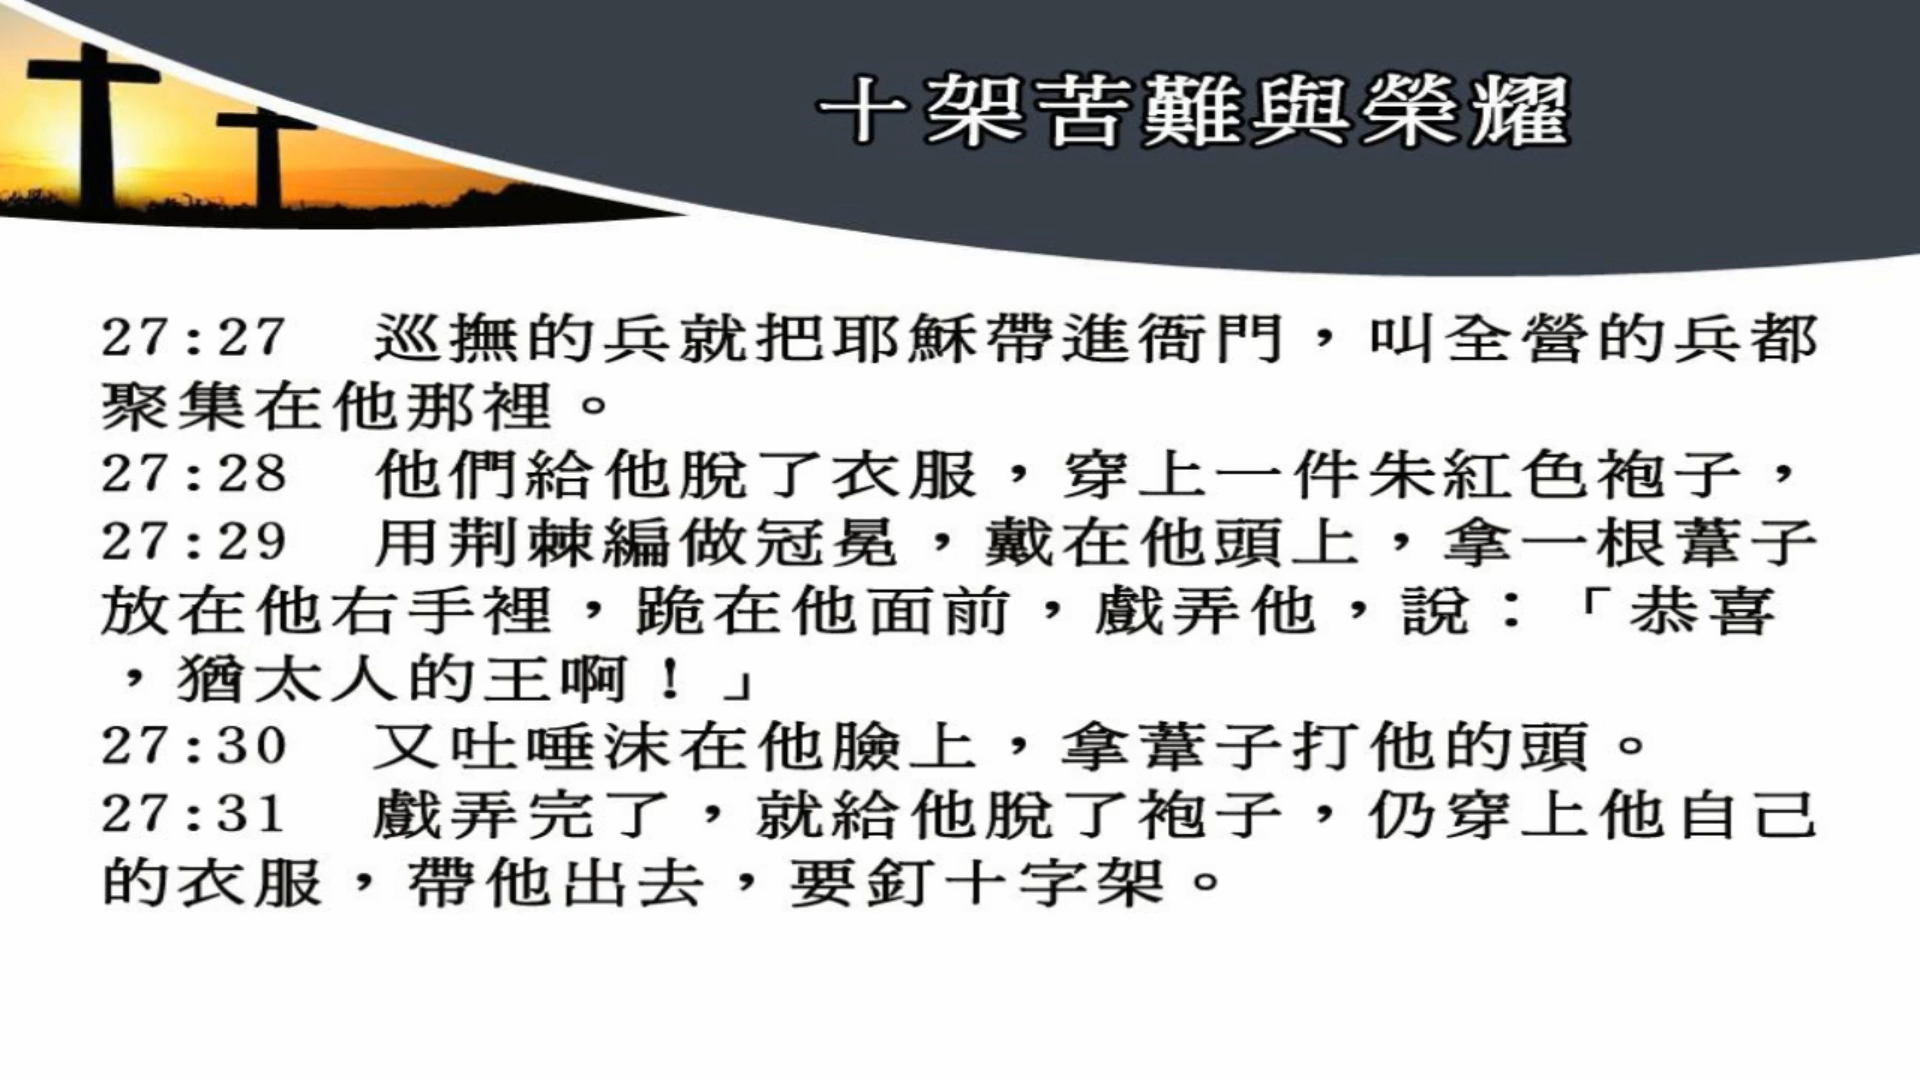 十架苦難與榮耀
27:27　巡撫的兵就把耶穌帶進衙門，叫全營的兵都
聚集在他那裡。
27:28　他們給他脫了衣服，穿上一件朱紅色袍子，
27:29　用荆棘編做冠冕，戴在他頭上，拿一根葦子
放在他右手裡，跪在他面前，戲弄他，說：「恭喜
，猶太人的王啊！」
27:30　又吐唾沫在他臉上，拿葦子打他的頭。
27:31　戲弄完了，就給他脫了袍子，仍穿上他自己
的衣服，帶他出去，要釘十字架。